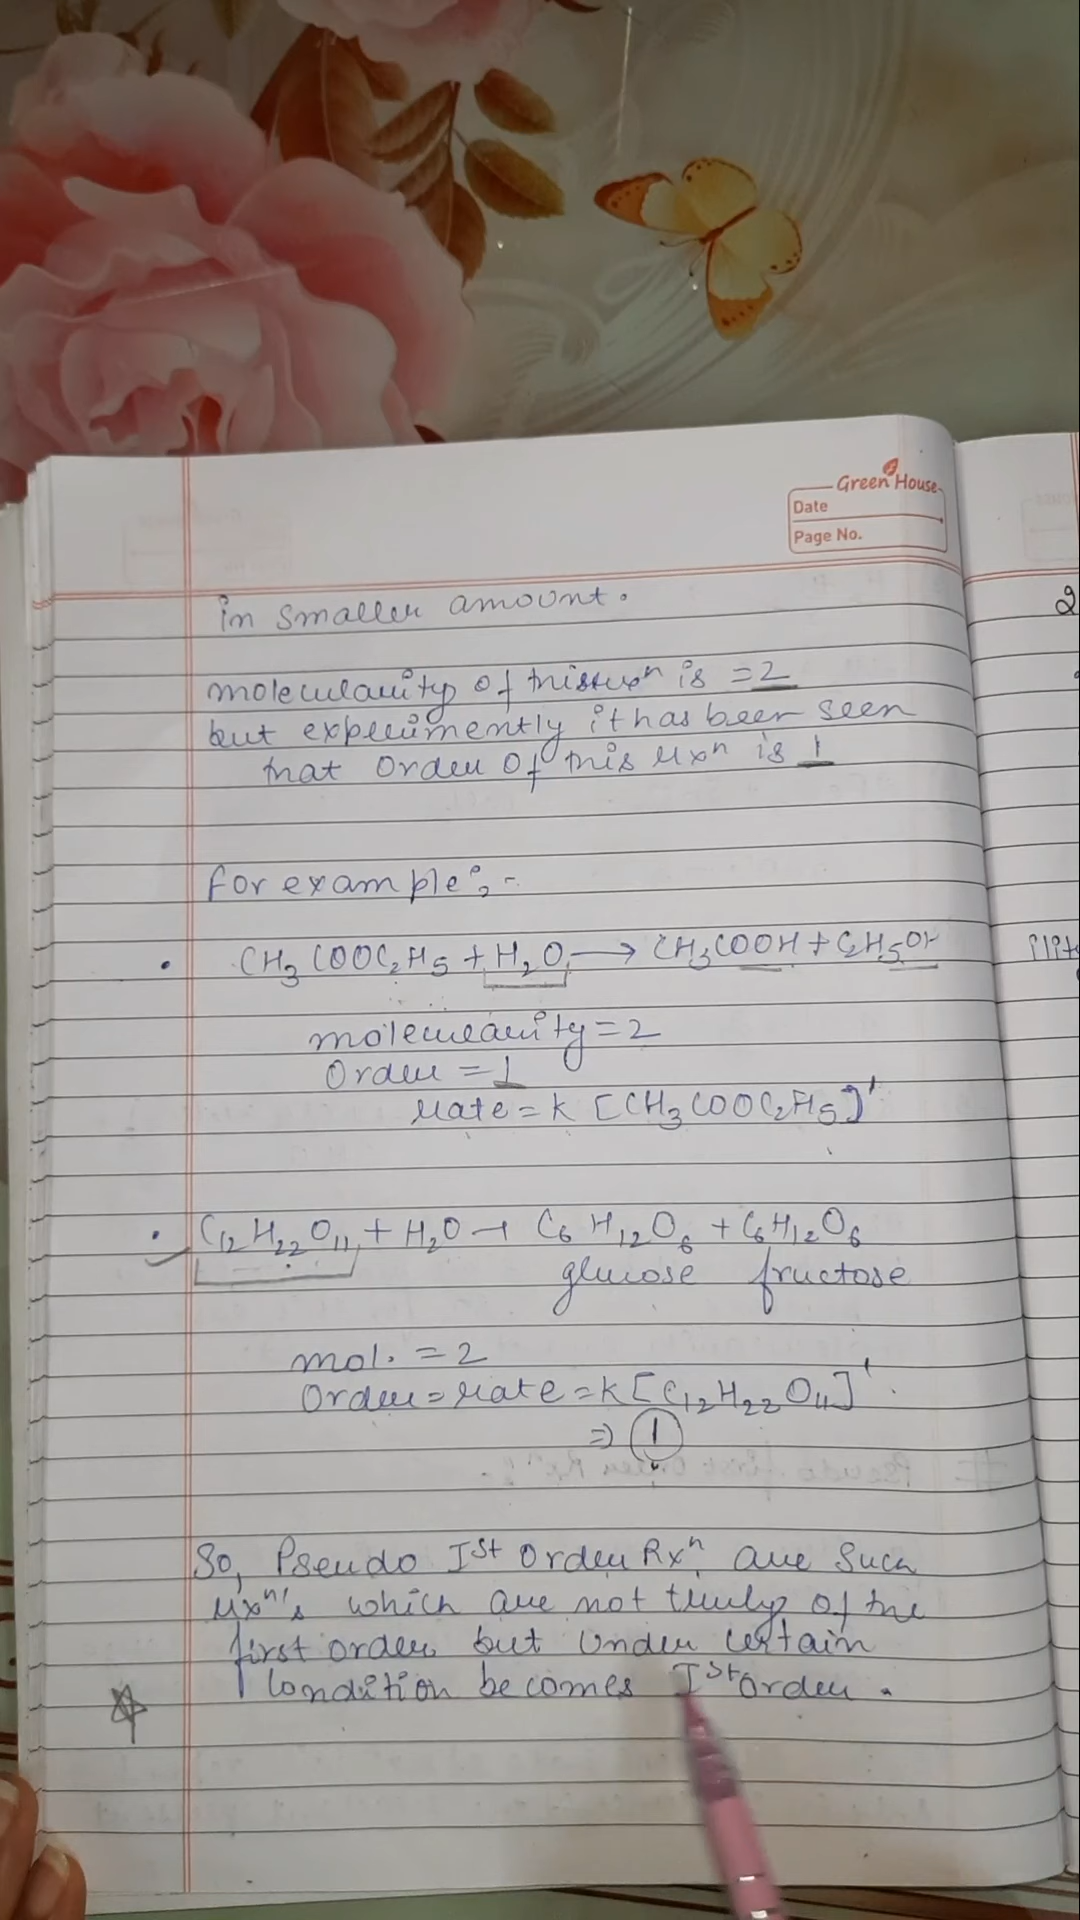 Green House
Date
Page No.
in smaller amount.
2
molecularity of this rxn is = 2
but experimently it has been seen
that order of this rxn is 1
for example:-
• CH3COOC2H5 + H2O → CH3COOH + C2H5OH
molecularity = 2
Order = 1
rate = k [CH3COOC2H5]1
• C12H22O11 + H2O → C6H12O6 + C6H12O6
glucose fructose
mol. = 2
Order = rate = k[C12H22O11]1
⇒ 1
So, Pseudo Ist Order Rxn are such
rxn's which are not truly of the
first order but under certain
condition becomes Ist order.